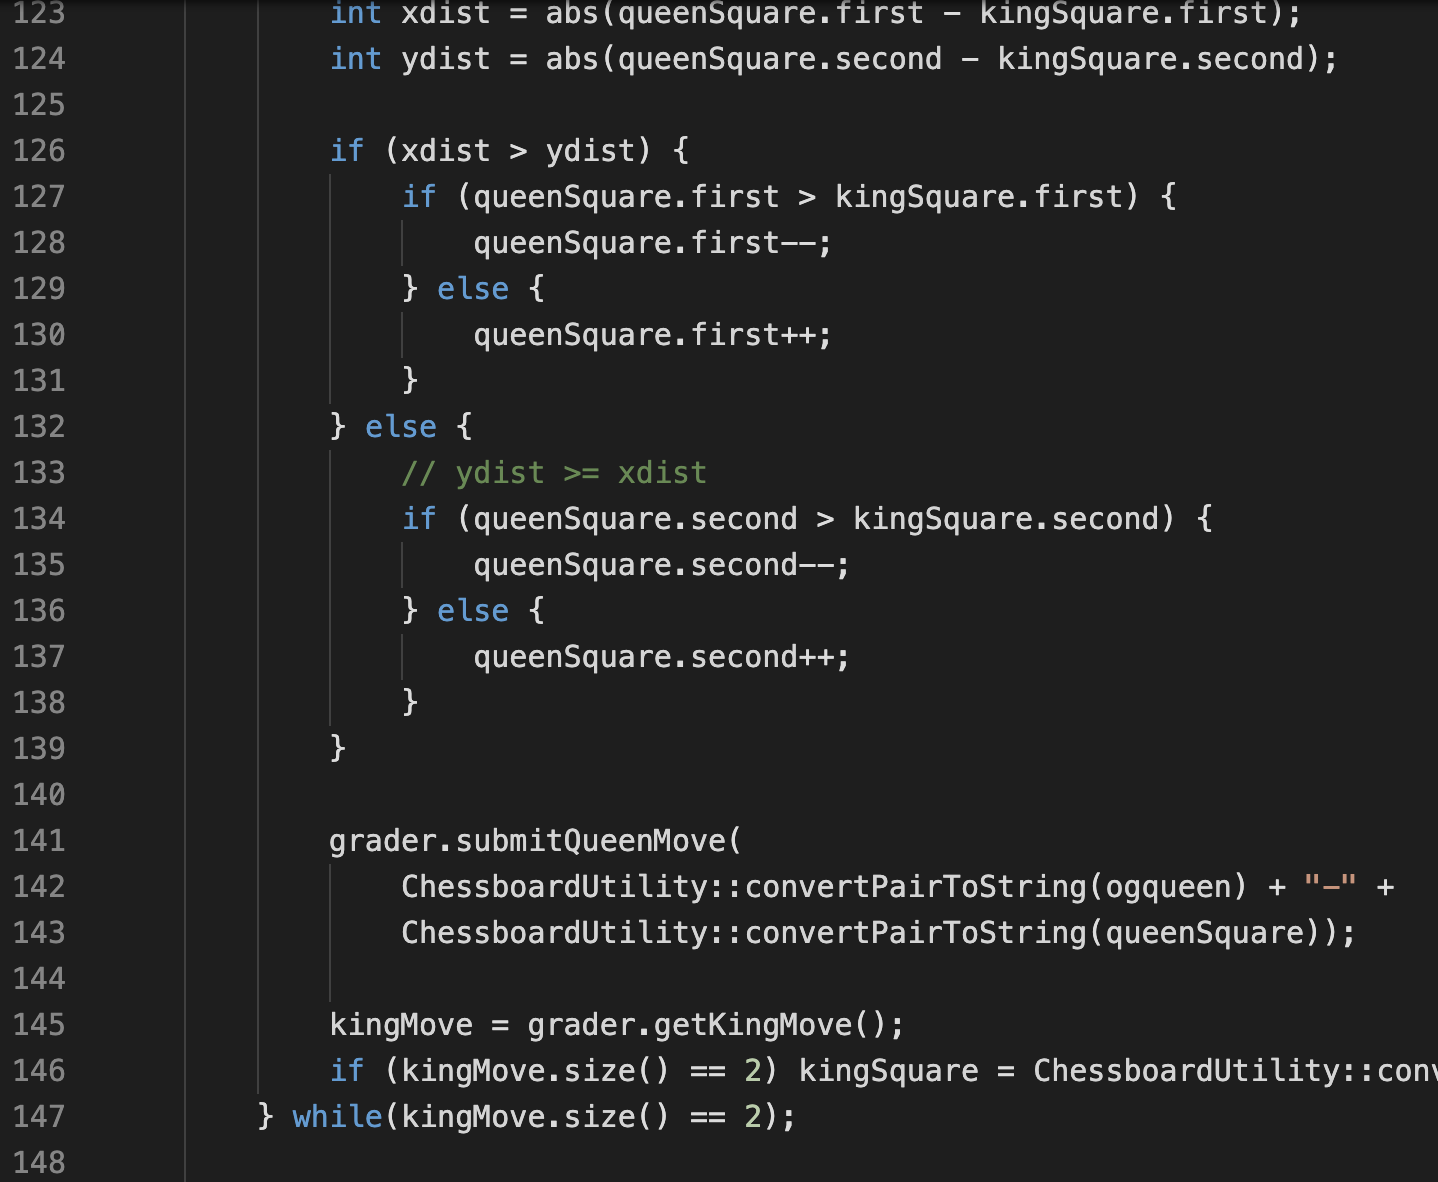 123 int xdist = abs(queenSquare.first - kingSquare.first);
124 int ydist = abs(queenSquare.second - kingSquare.second);
125
126 if (xdist > ydist) {
127 if (queenSquare.first > kingSquare.first) {
128 queenSquare.first--;
129 } else {
130 queenSquare.first++;
131 }
132 } else {
133 // ydist >= xdist
134 if (queenSquare.second > kingSquare.second) {
135 queenSquare.second--;
136 } else {
137 queenSquare.second++;
138 }
139 }
140
141 grader.submitQueenMove(
142 ChessboardUtility::convertPairToString(ogqueen) + "-" +
143 ChessboardUtility::convertPairToString(queenSquare));
144
145 kingMove = grader.getKingMove();
146 if (kingMove.size() == 2) kingSquare = ChessboardUtility::conv
147 } while(kingMove.size() == 2);
148